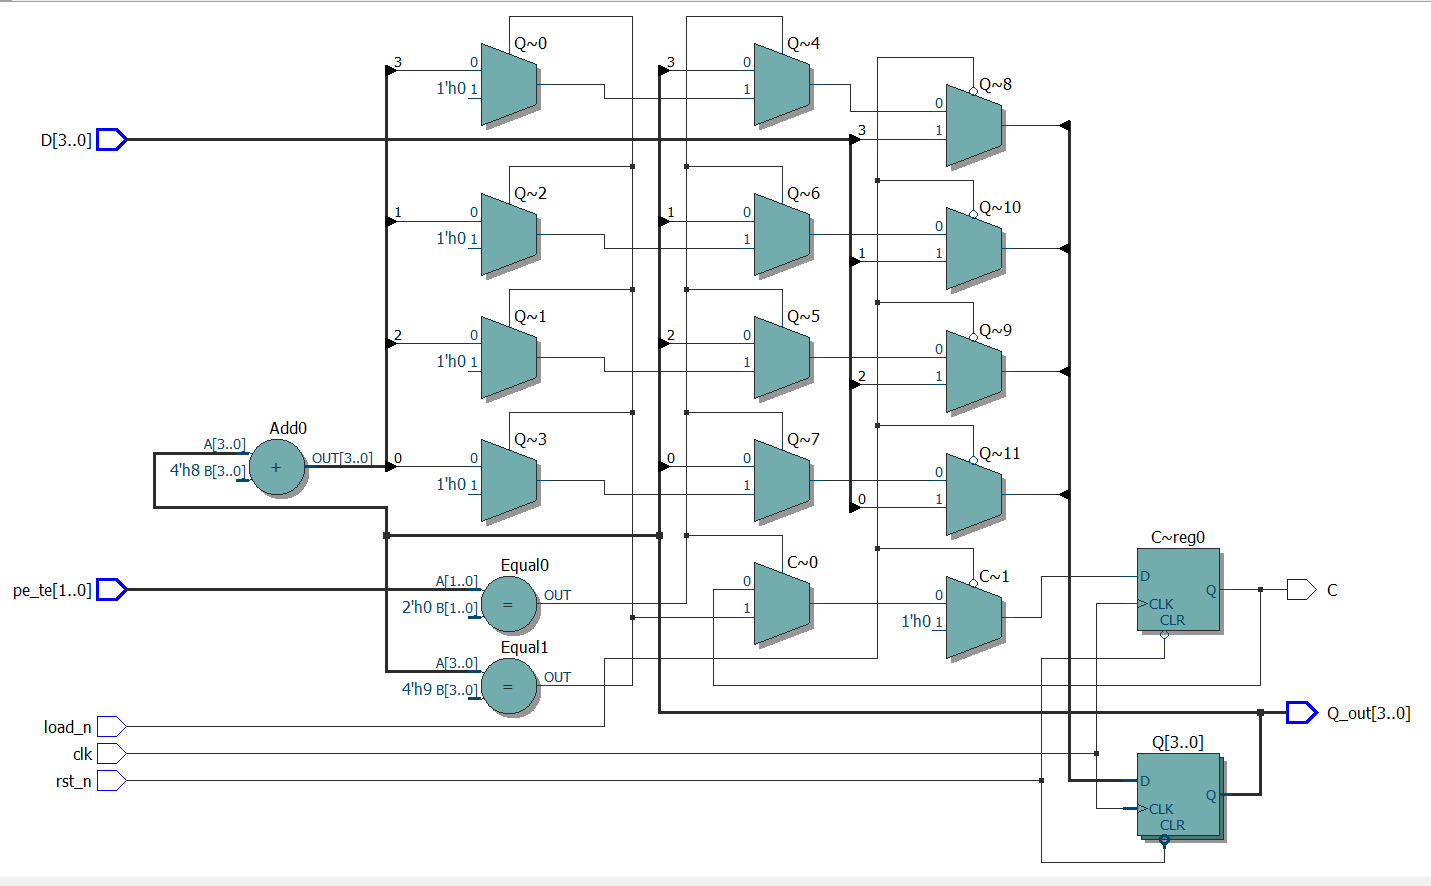 Q~0
3 0
1'h0 1
Q~4
3 0
1
Q~8
0
3 1
D[3..0]
Q~2
1 0
1'h0 1
Q~6
1 0
1
Q~10
0
1 1
Q~1
2 0
1'h0 1
Q~5
2 0
1
Q~9
0
2 1
Add0
A[3..0]
4'h8 B[3..0]
+
OUT[3..0]
Q~3
0 0
1'h0 1
Q~7
0 0
1
Q~11
0
0 1
pe_te[1..0]
Equal0
A[1..0]
2'h0 B[1..0]
=
OUT
C~0
0
1
C~1
0
1'h0 1
C~reg0
D
Q
CLK
CLR
C
Equal1
A[3..0]
4'h9 B[3..0]
=
OUT
load_n
clk
rst_n
Q_out[3..0]
Q[3..0]
D
Q
CLK
CLR